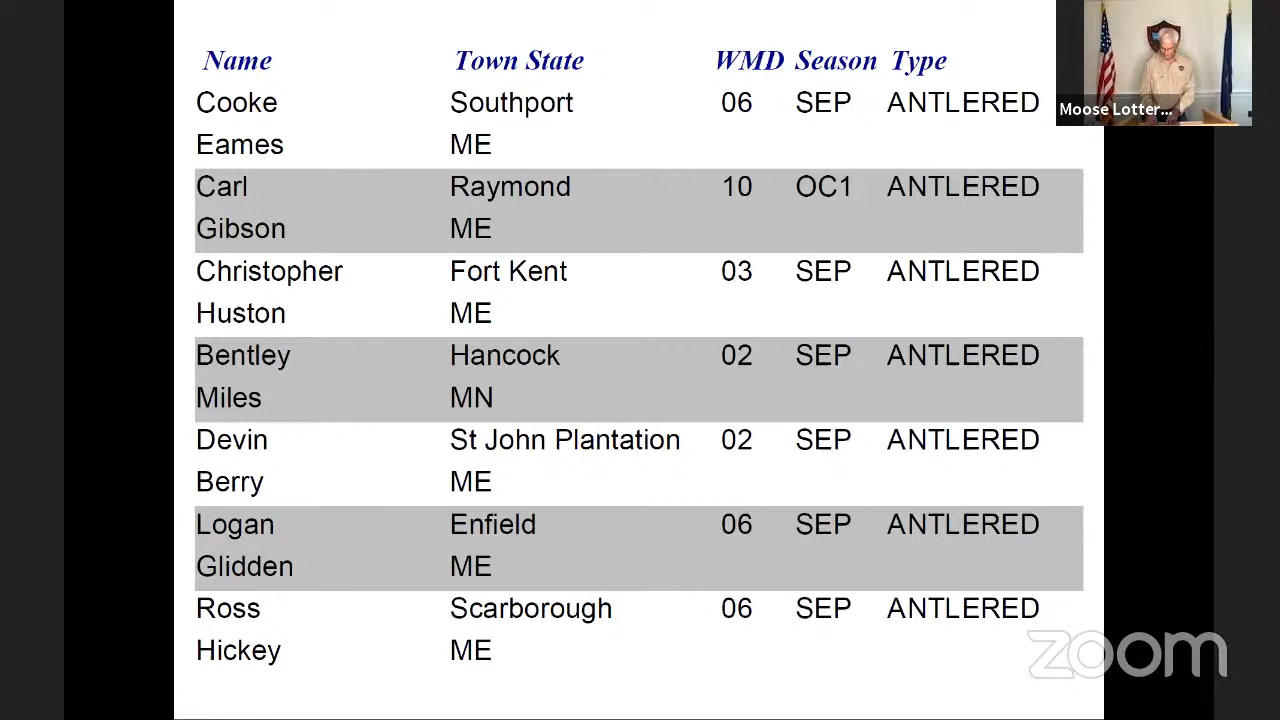 Name Town State WMD Season Type
Cooke Southport 06 SEP ANTLERED
Eames ME
Carl Raymond 10 OC1 ANTLERED
Gibson ME
Christopher Fort Kent 03 SEP ANTLERED
Huston ME
Bentley Hancock 02 SEP ANTLERED
Miles MN
Devin St John Plantation 02 SEP ANTLERED
Berry ME
Logan Enfield 06 SEP ANTLERED
Glidden ME
Ross Scarborough 06 SEP ANTLERED
Hickey ME
Moose Lotter...
zoom